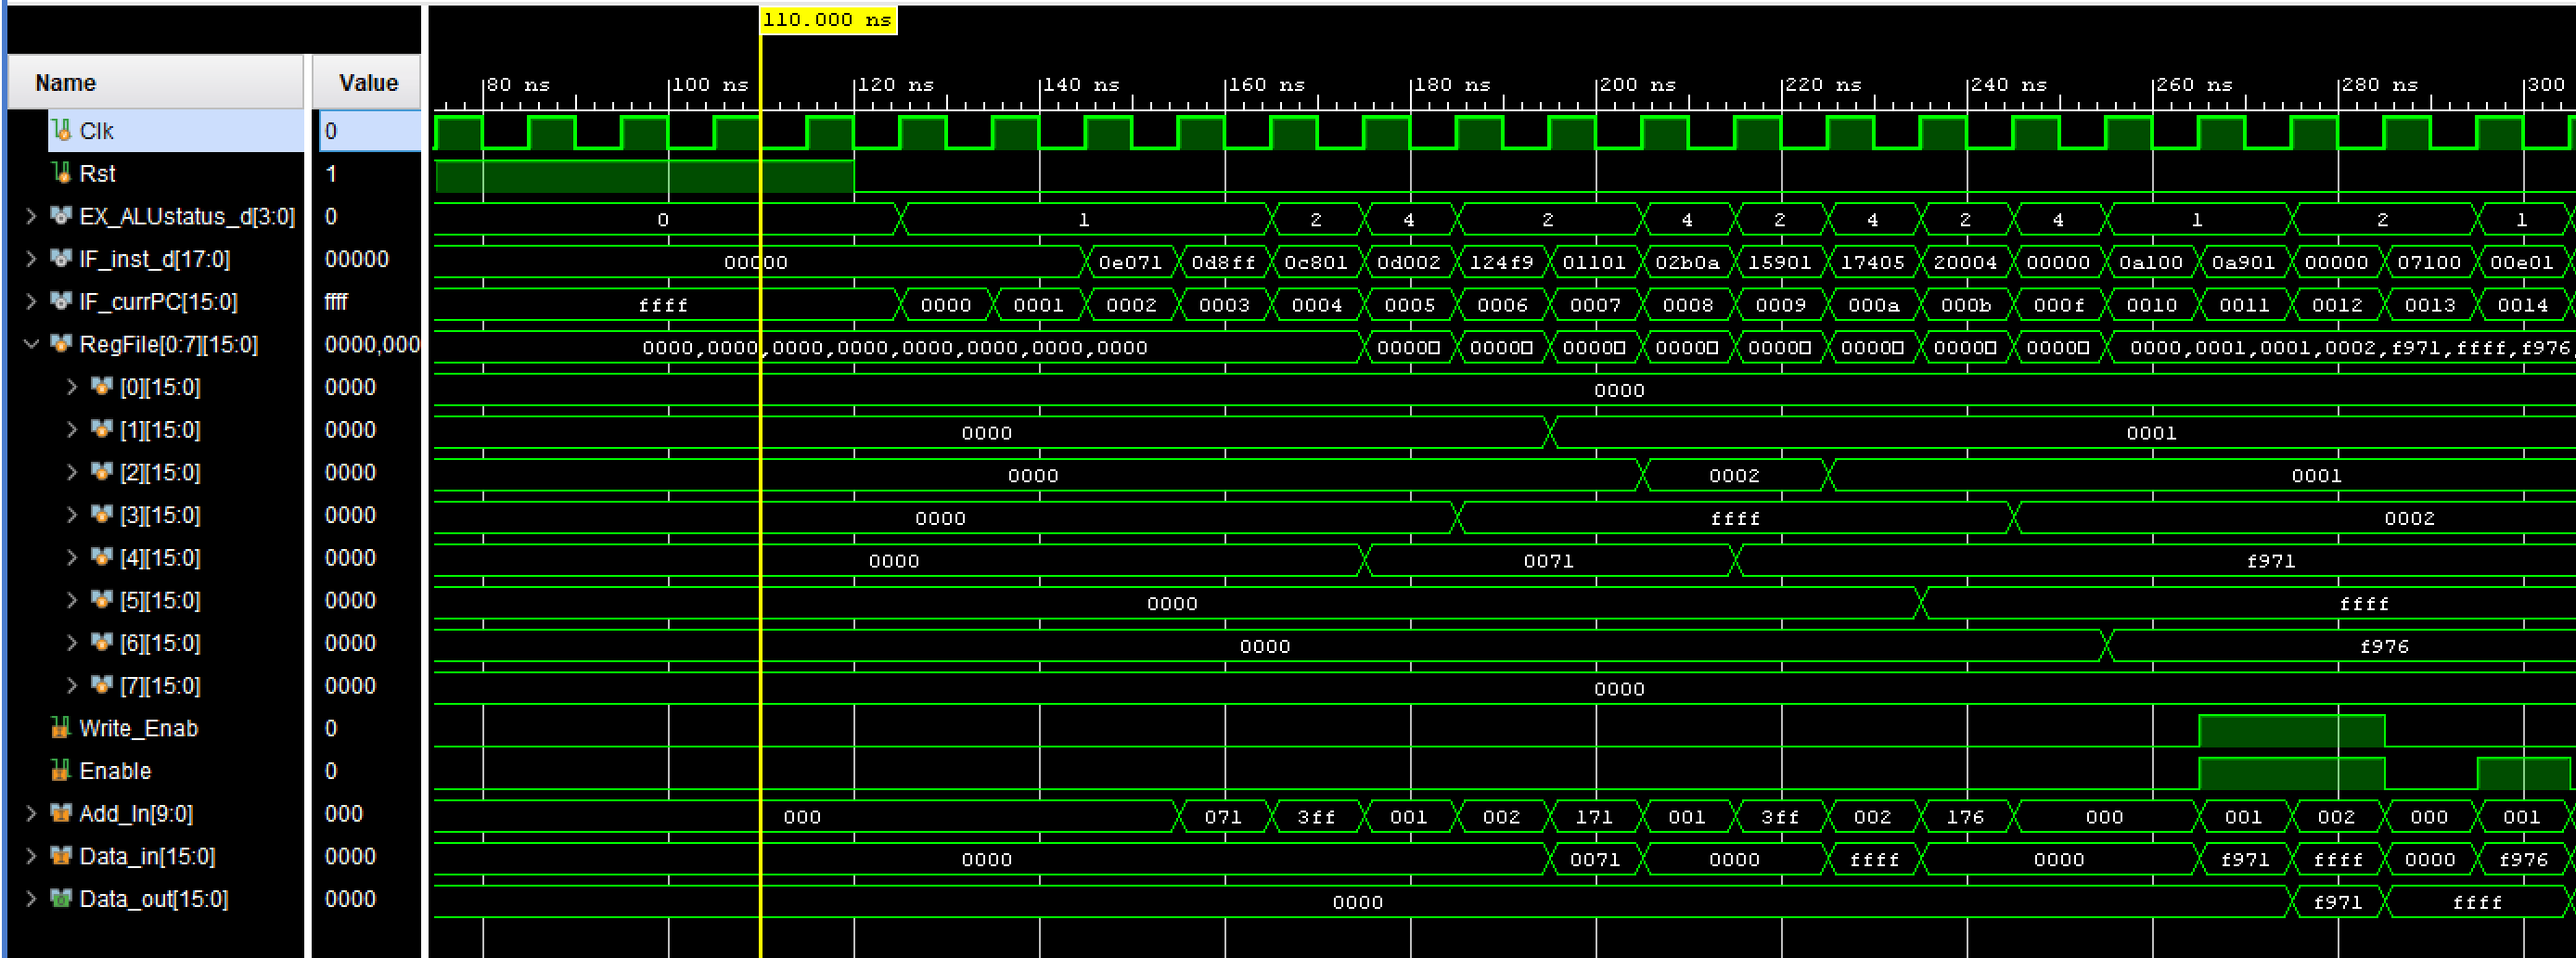 110.000 ns
Name Value 80 ns 100 ns 120 ns 140 ns 160 ns 180 ns 200 ns 220 ns 240 ns 260 ns 280 ns 300
Clk 0
Rst 1
EX_ALUstatus_d[3:0] 0 0 1 2 4 2 4 2 4 2 4 1 2 1
IF_inst_d[17:0] 00000 00000 0e071 0d8ff 0c801 0d002 124f9 01101 02b0a 15901 17405 20004 00000 0a100 0a901 00000 07100 00e01
IF_currPC[15:0] ffff ffff 0000 0001 0002 0003 0004 0005 0006 0007 0008 0009 000a 000b 000f 0010 0011 0012 0013 0014
RegFile[0:7][15:0] 0000,000 0000,0000,0000,0000,0000,0000,0000,0000 0000□ 0000□ 0000□ 0000□ 0000□ 0000□ 0000□ 0000□ 0000,0001,0001,0002,f971,ffff,f976,
[0][15:0] 0000 0000
[1][15:0] 0000 0000 0001
[2][15:0] 0000 0000 0002 0001
[3][15:0] 0000 0000 ffff 0002
[4][15:0] 0000 0000 0071 f971
[5][15:0] 0000 0000 ffff
[6][15:0] 0000 0000 f976
[7][15:0] 0000 0000
Write_Enab 0
Enable 0
Add_In[9:0] 000 000 071 3ff 001 002 171 001 3ff 002 176 000 001 002 000 001
Data_in[15:0] 0000 0000 0071 0000 ffff 0000 f971 ffff 0000 f976
Data_out[15:0] 0000 0000 f971 ffff